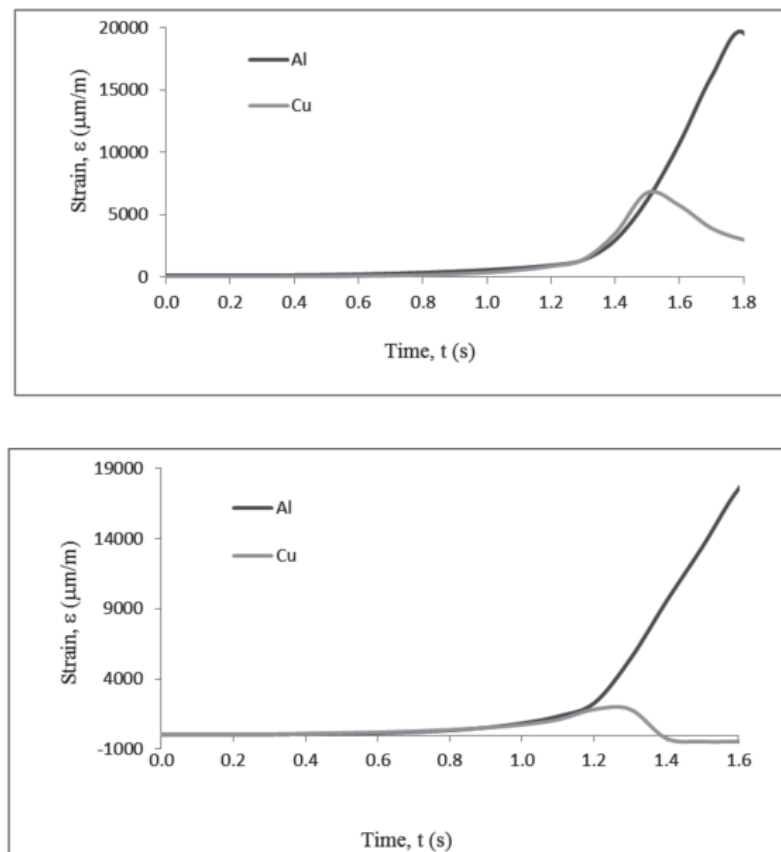 20000
Al
15000
Cu
10000
5000
0
Strain, ε (μm/m)
0.0 0.2 0.4 0.6 0.8 1.0 1.2 1.4 1.6 1.8
Time, t (s)
19000
Al
14000
Cu
9000
4000
-1000
Strain, ε (μm/m)
0.0 0.2 0.4 0.6 0.8 1.0 1.2 1.4 1.6
Time, t (s)